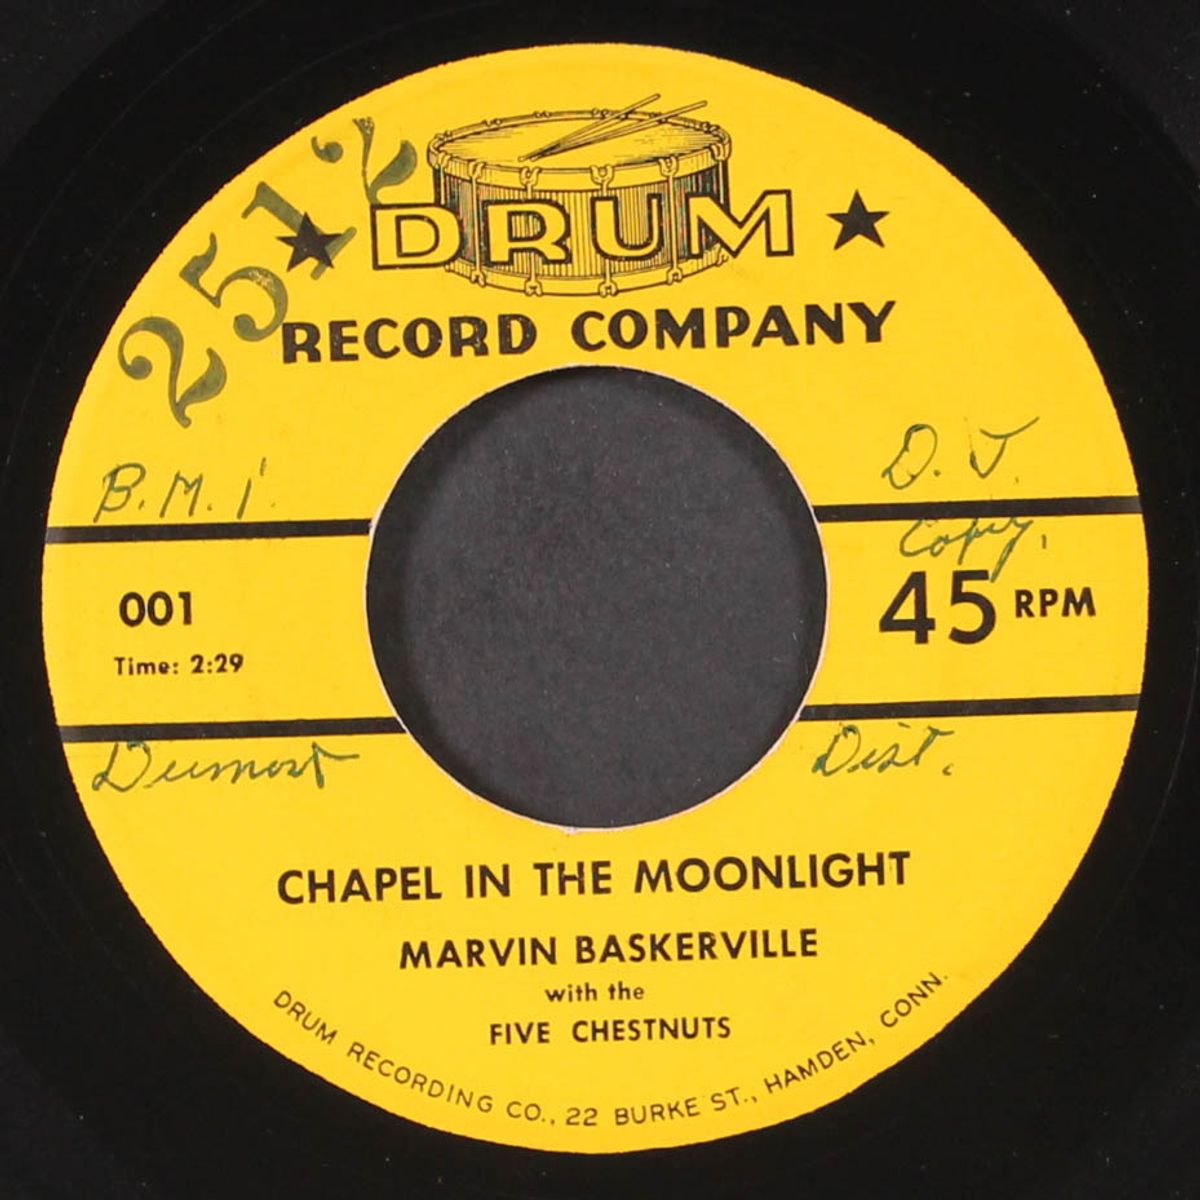 2512
DRUM
RECORD COMPANY
B.M.I.
D.J.
Copy.
001
45 RPM
Time: 2:29
Dumont
Dist.
CHAPEL IN THE MOONLIGHT
MARVIN BASKERVILLE
with the
FIVE CHESTNUTS
DRUM RECORDING CO., 22 BURKE ST., HAMDEN, CONN.